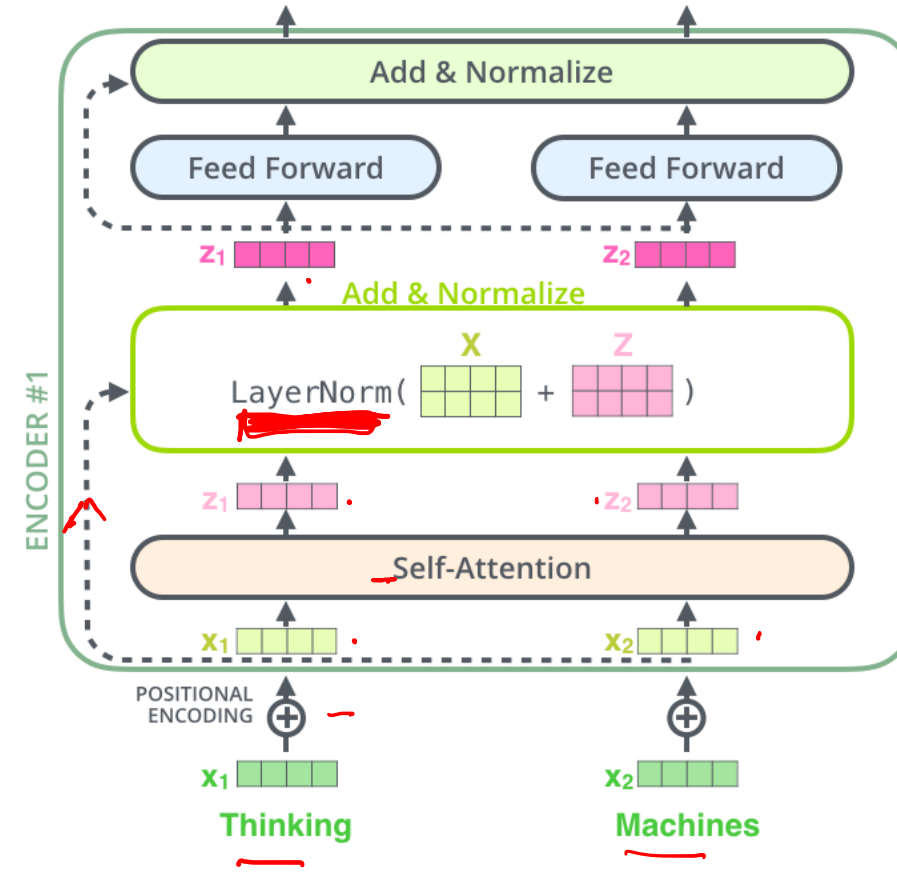 Add & Normalize
Feed Forward
Feed Forward
z1
z2
Add & Normalize
X
Z
LayerNorm( + )
ENCODER #1
z1
z2
Self-Attention
x1
x2
POSITIONAL
ENCODING
x1
x2
Thinking
Machines